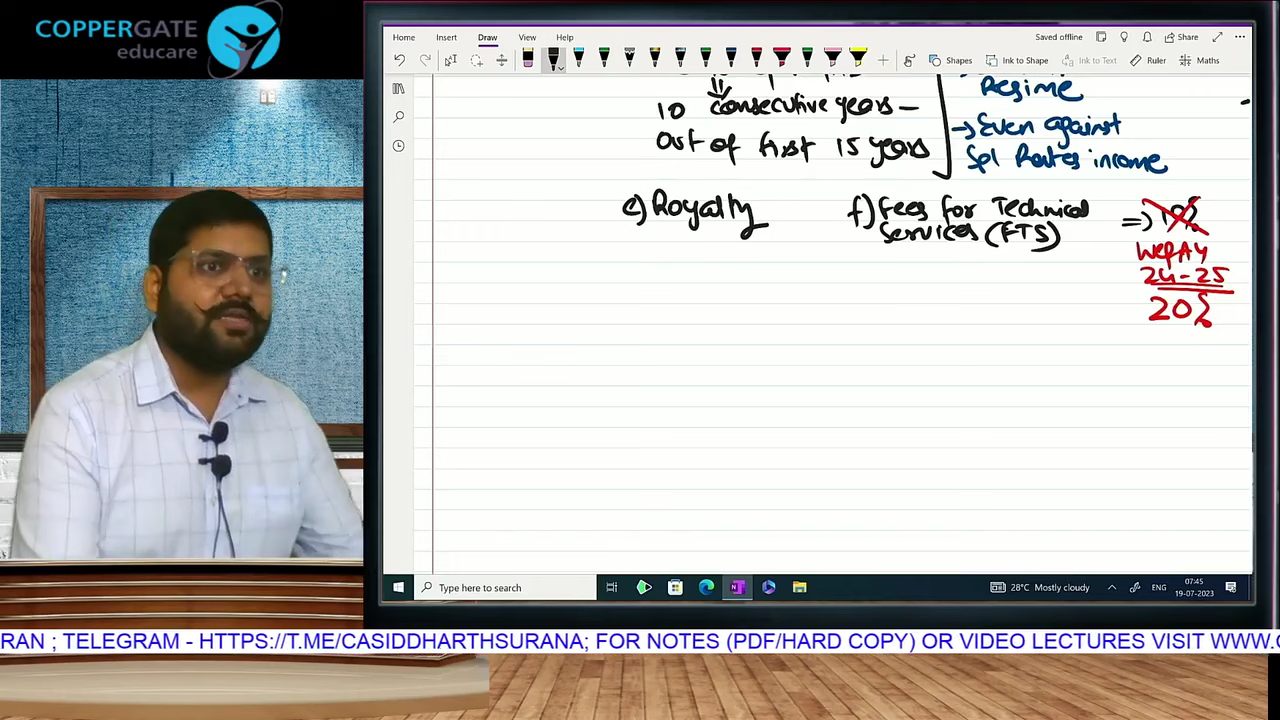 COPPERGATE
educare
Home Insert Draw View Help
Saved offline
Share
Shapes
Ink to Shape
Ink to Text
Ruler
Maths
Regime
10 consecutive years —
out of first 15 years
→ Even against
Spl Rates income
e) Royalty
f) Fees for Technical
Services (FTS)
=> 10%
wef AY
24-25
20%
Type here to search
28°C Mostly cloudy
ENG
07:45
19-07-2023
RAN ; TELEGRAM - HTTPS://T.ME/CASIDDHARTHSURANA; FOR NOTES (PDF/HARD COPY) OR VIDEO LECTURES VISIT WWW.